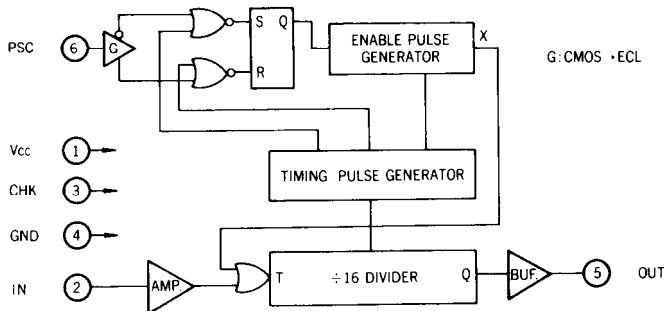 PSC 6 G S Q ENABLE PULSE X
GENERATOR
G:CMOS→ECL
R
Vcc 1
TIMING PULSE GENERATOR
CHK 3
GND 4
IN 2 AMP. T ÷16 DIVIDER Q BUF. 5 OUT